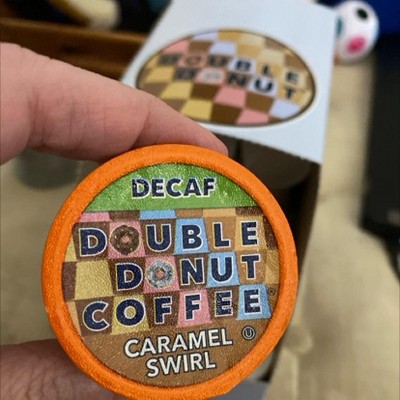 DOUBLE
DONUT
DECAF
DOUBLE
DONUT
COFFEE
CARAMEL
SWIRL
U